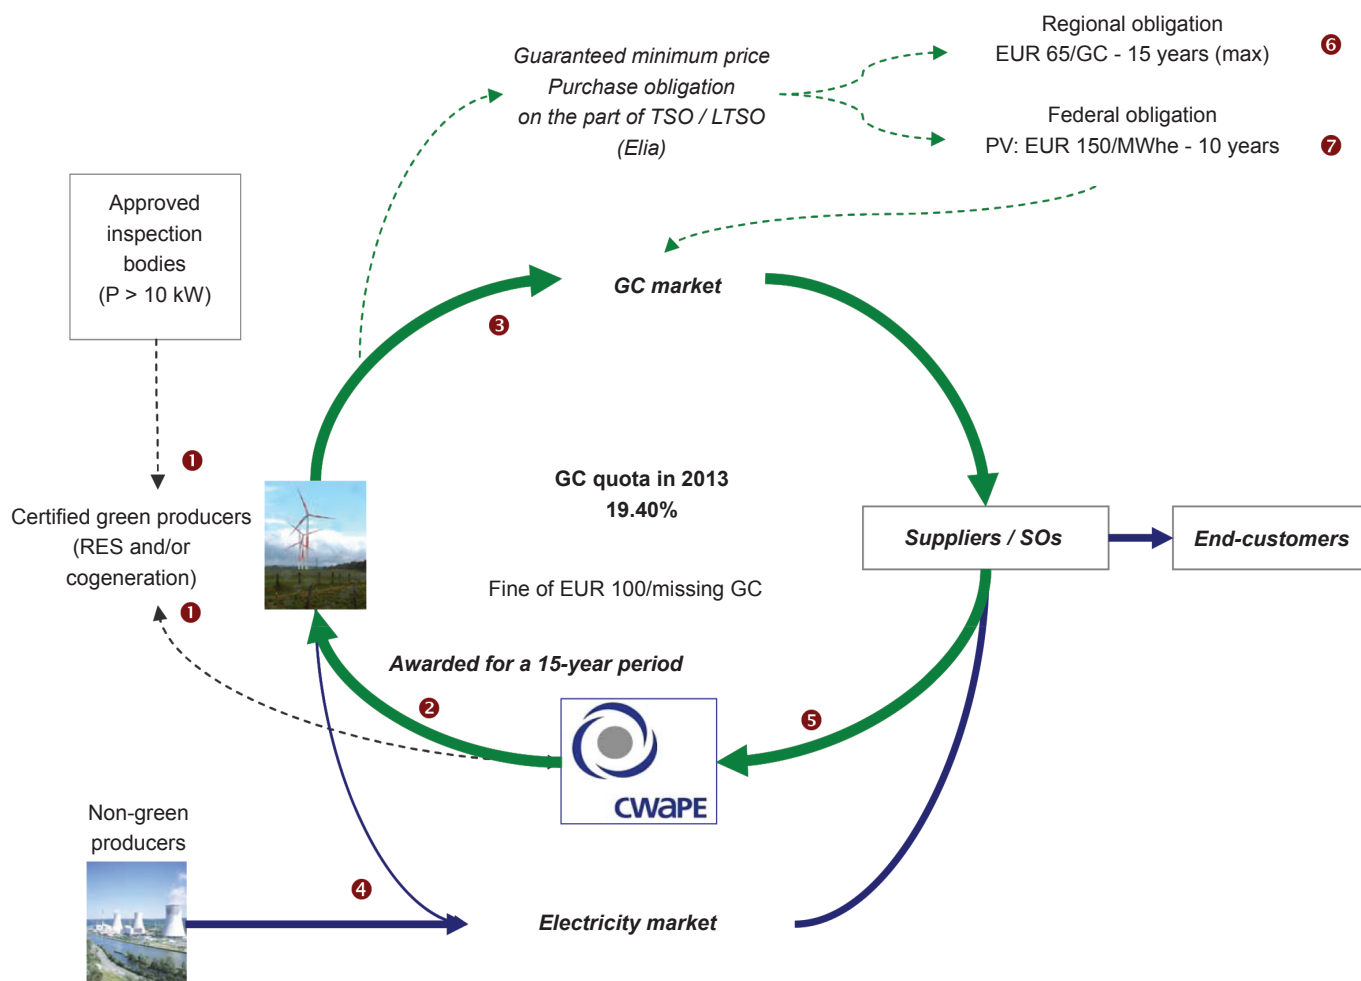 Guaranteed minimum price
Purchase obligation
on the part of TSO / LTSO
(Elia)
Regional obligation
EUR 65/GC - 15 years (max)
6
Federal obligation
PV: EUR 150/MWhe - 10 years
7
Approved
inspection
bodies
(P > 10 kW)
GC market
3
1
Certified green producers
(RES and/or
cogeneration)
1
GC quota in 2013
19.40%
Suppliers / SOs
End-customers
Fine of EUR 100/missing GC
Awarded for a 15-year period
2
5
CWaPE
Non-green
producers
4
Electricity market